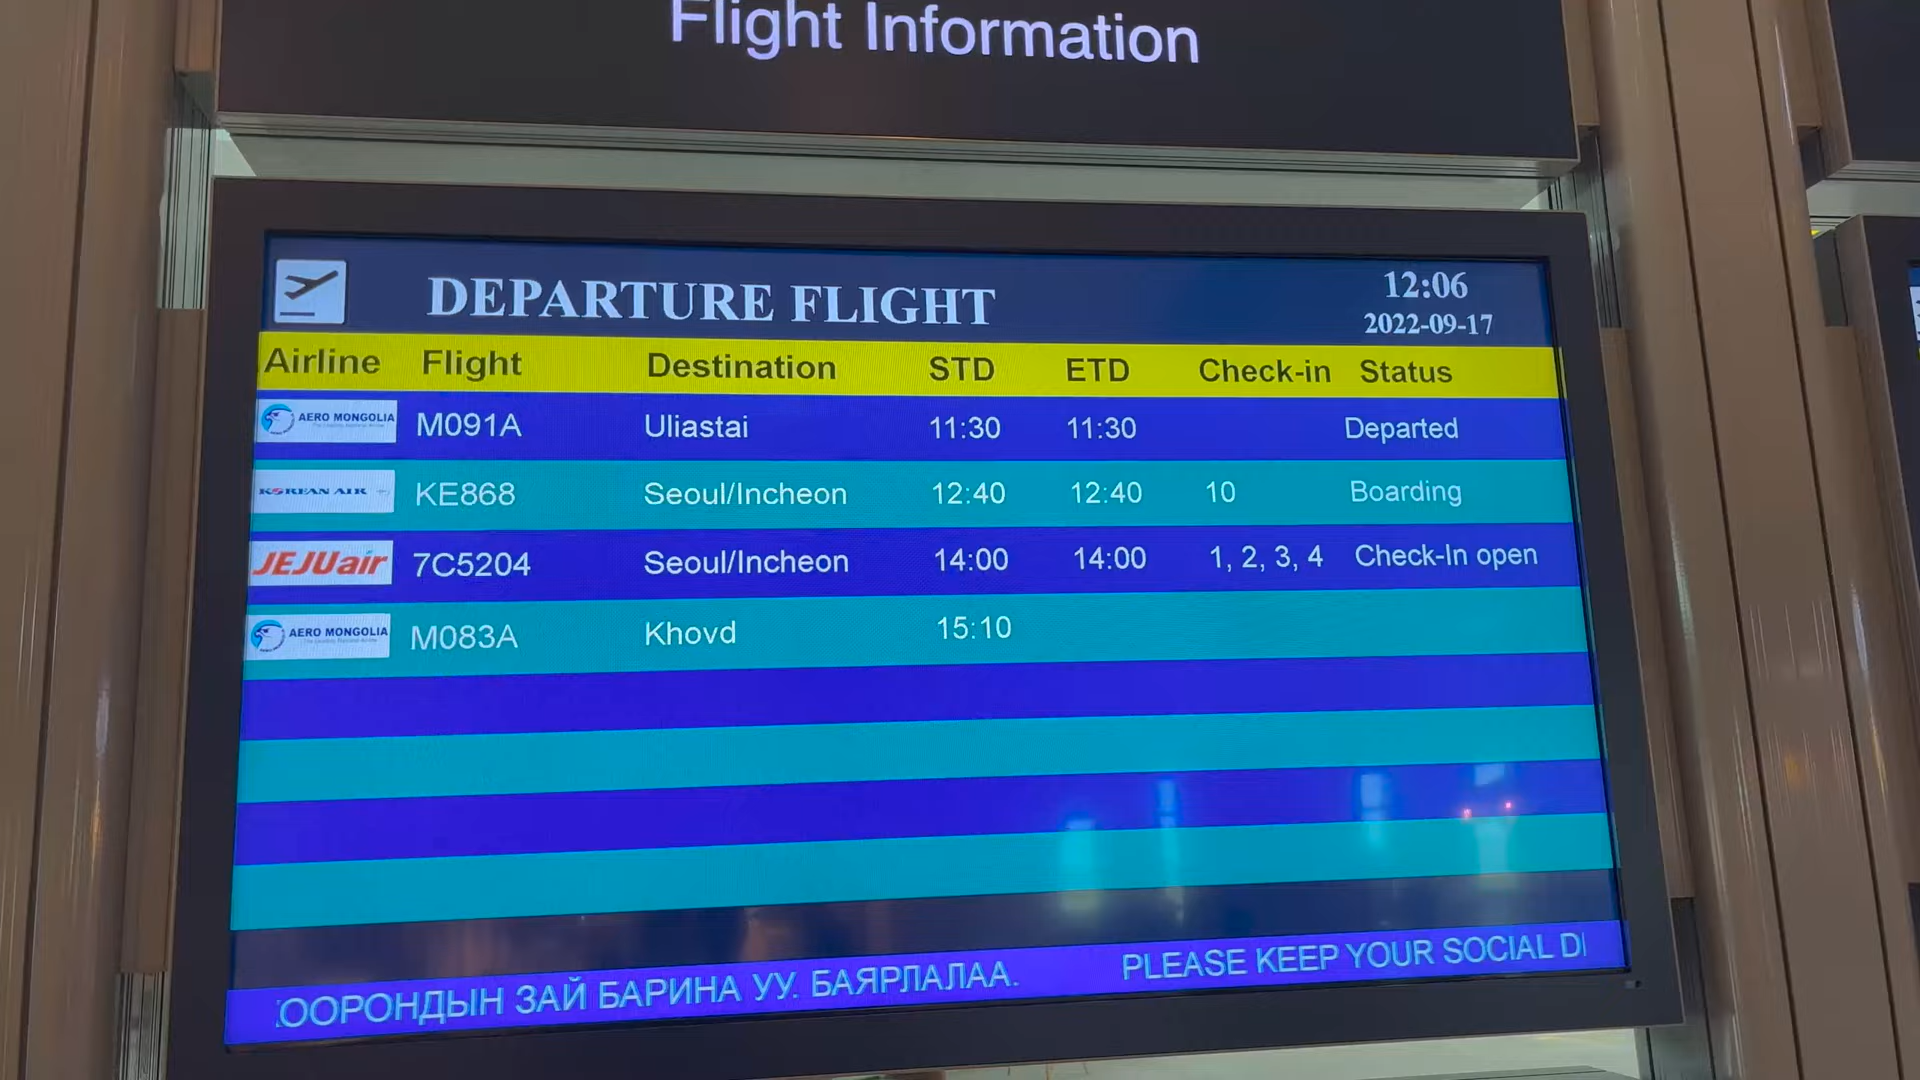 Flight Information
DEPARTURE FLIGHT
12:06
2022-09-17
Airline Flight Destination STD ETD Check-in Status
AERO MONGOLIA M091A Uliastai 11:30 11:30 Departed
KOREAN AIR KE868 Seoul/Incheon 12:40 12:40 10 Boarding
JEJUair 7C5204 Seoul/Incheon 14:00 14:00 1, 2, 3, 4 Check-In open
AERO MONGOLIA M083A Khovd 15:10
ООРОНДЫН ЗАЙ БАРИНА УУ. БАЯРЛАЛАА. PLEASE KEEP YOUR SOCIAL DI